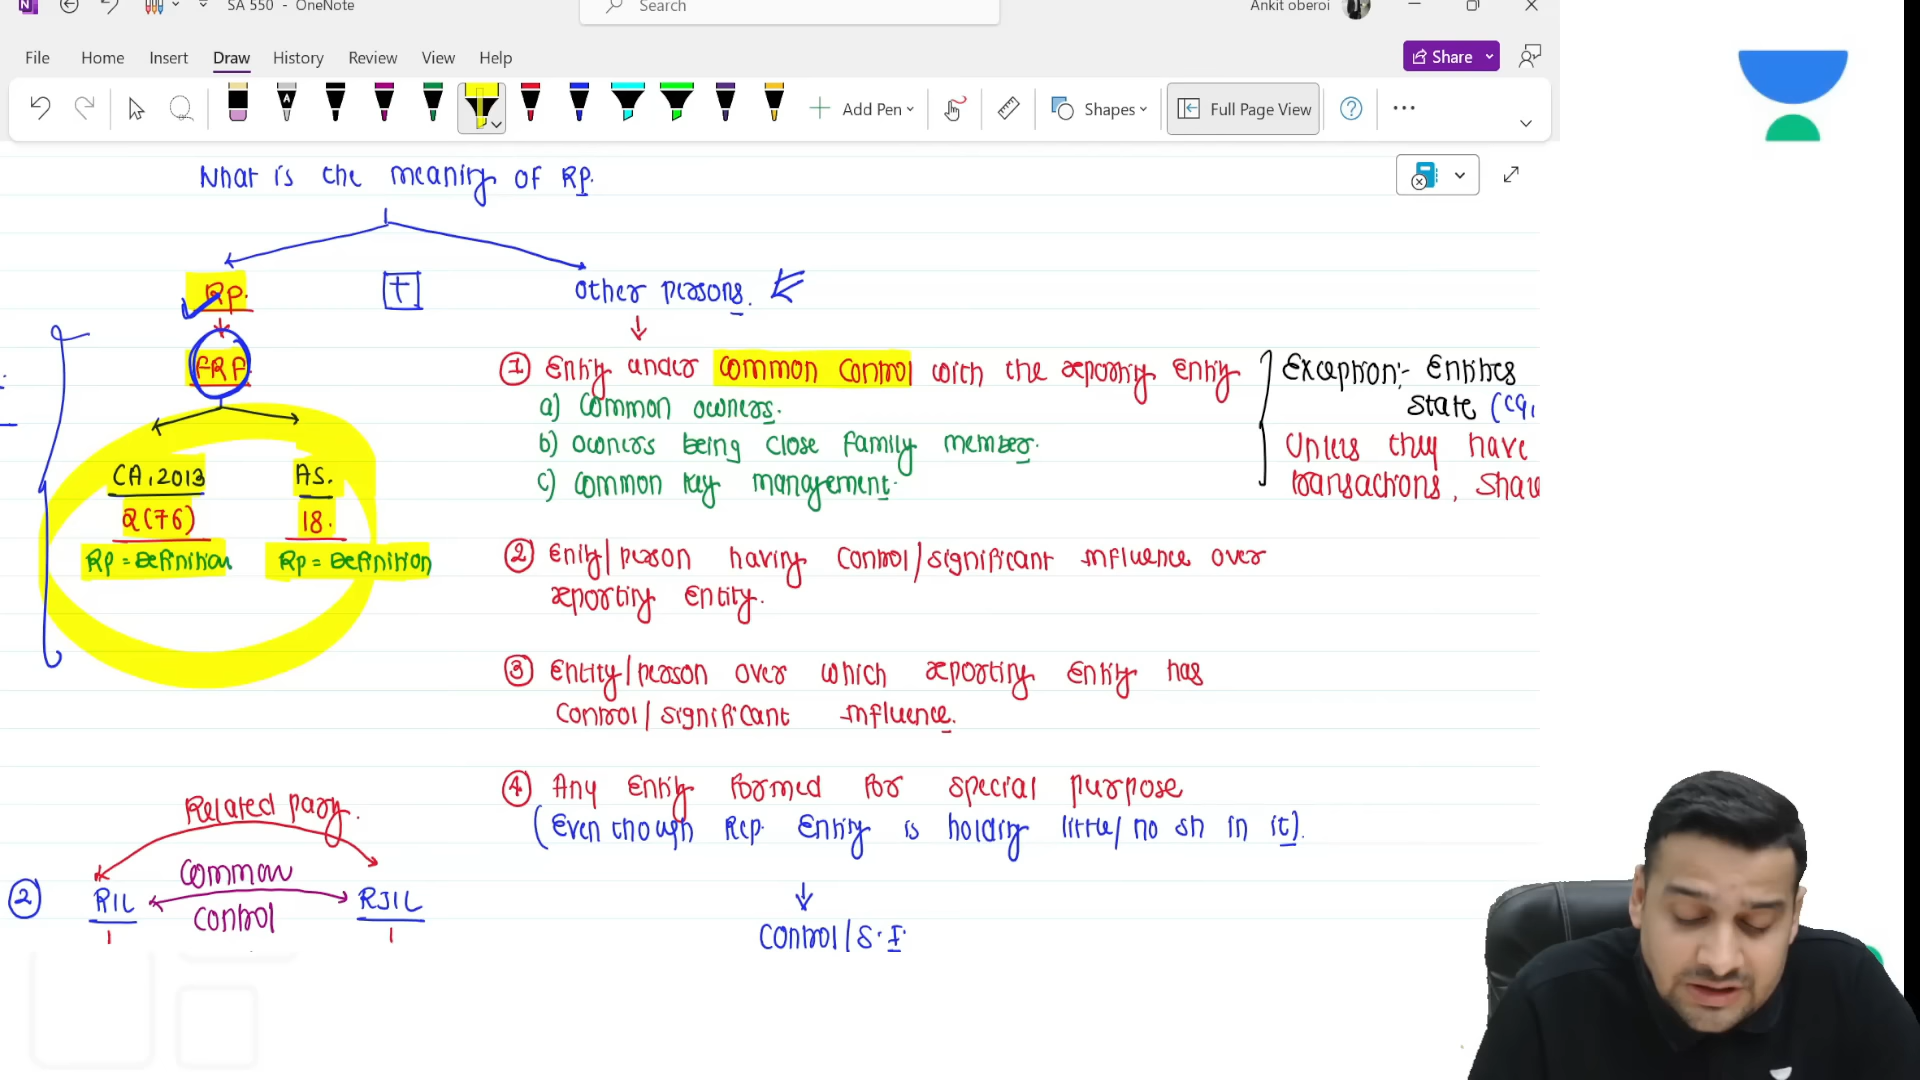 SA 550 - OneNote
Search
Ankit oberoi
File Home Insert Draw History Review View Help
Share
Add Pen
Shapes
Full Page View
What is the meaning of RP.
RP.
+
Other persons.
FRF
① Entity under Common Control with the reporting Entity
a) Common owners.
b) Owners being close family member.
c) Common key management.
Exception:- Entities
State (CG,
Unless they have
transactions, Shar
CA,2013
AS.
2(76)
18.
RP = Definition
RP = Definition
② Entity/person having Control/significant influence over
reporting Entity.
③ Entity/person over which reporting Entity has
Control/significant influence.
④ Any Entity formed for special purpose
(Even though Rep. Entity is holding little/no sh in it).
Control/S.I.
Related party.
②
RIL
Common
Control
RJIL
1
1